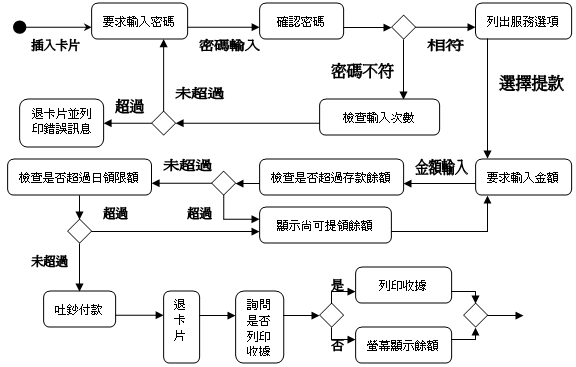 要求輸入密碼
確認密碼
列出服務選項
插入卡片
密碼輸入
相符
密碼不符
選擇提款
未超過
超過
退卡片並列
印錯誤訊息
檢查輸入次數
檢查是否超過日領限額
未超過
檢查是否超過存款餘額
金額輸入
要求輸入金額
超過
超過
顯示尚可提領餘額
未超過
吐鈔付款
退
卡
片
詢問
是否
列印
收據
是
列印收據
否
螢幕顯示餘額